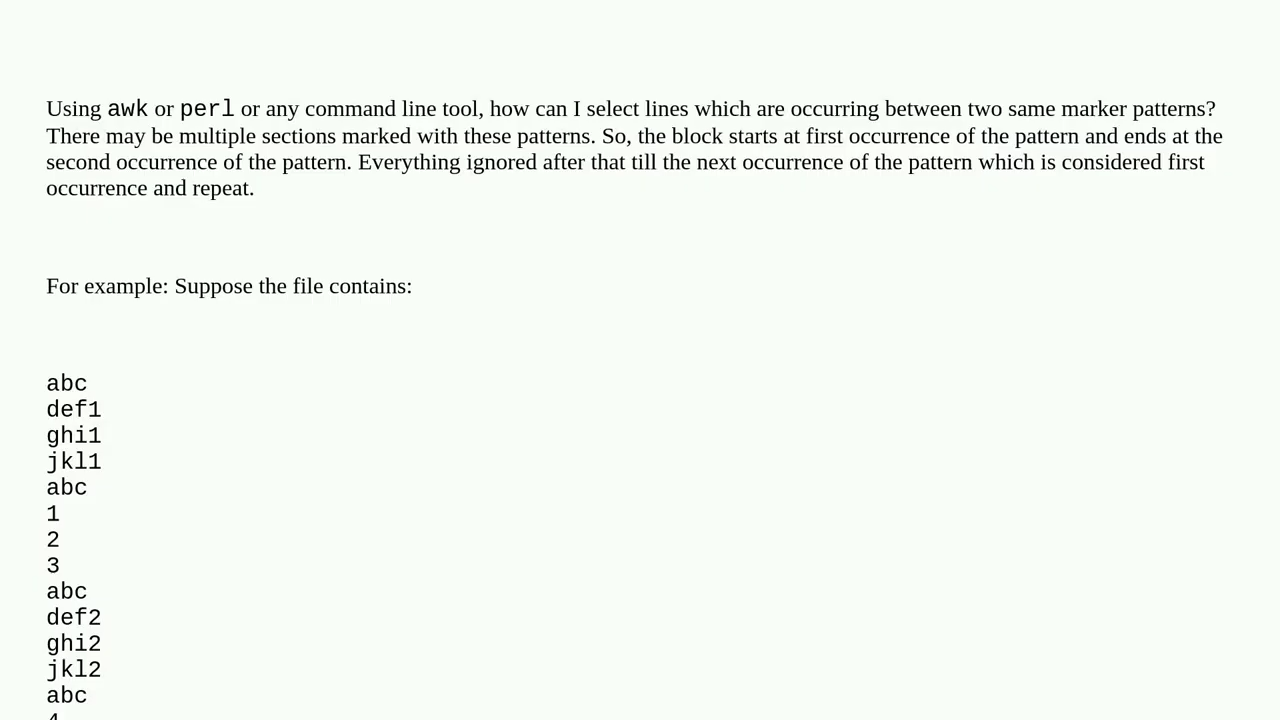 Using awk or perl or any command line tool, how can I select lines which are occurring between two same marker patterns?
There may be multiple sections marked with these patterns. So, the block starts at first occurrence of the pattern and ends at the
second occurrence of the pattern. Everything ignored after that till the next occurrence of the pattern which is considered first
occurrence and repeat.
For example: Suppose the file contains:
abc
def1
ghi1
jkl1
abc
1
2
3
abc
def2
ghi2
jkl2
abc